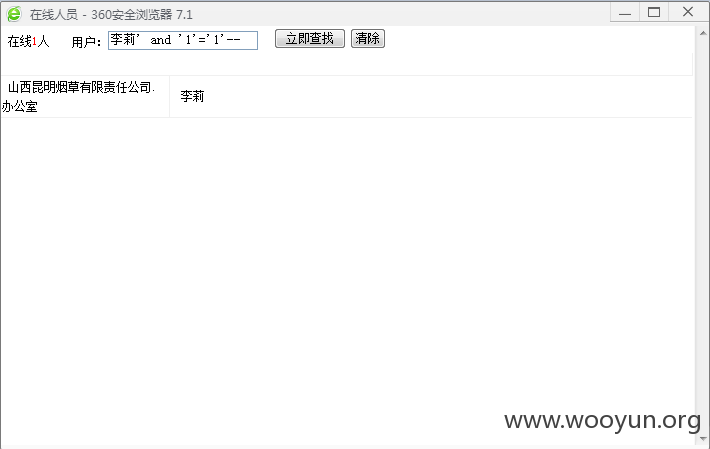 在线人员 - 360安全浏览器 7.1
在线1人 用户： 李莉' and '1'='1'-- 立即查找 清除
山西昆明烟草有限责任公司. 李莉
办公室
www.wooyun.org